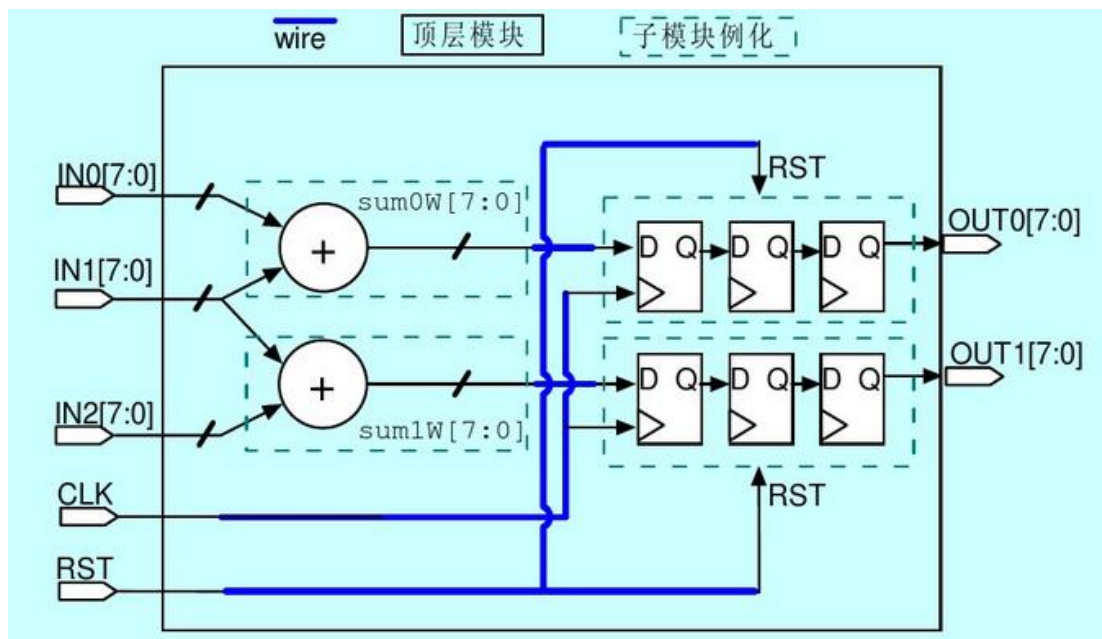 wire
顶层模块
子模块例化
IN0[7:0]
sum0W[7:0]
RST
OUT0[7:0]
IN1[7:0]
D Q D Q D Q
OUT1[7:0]
D Q D Q D Q
IN2[7:0]
sum1W[7:0]
CLK
RST
RST